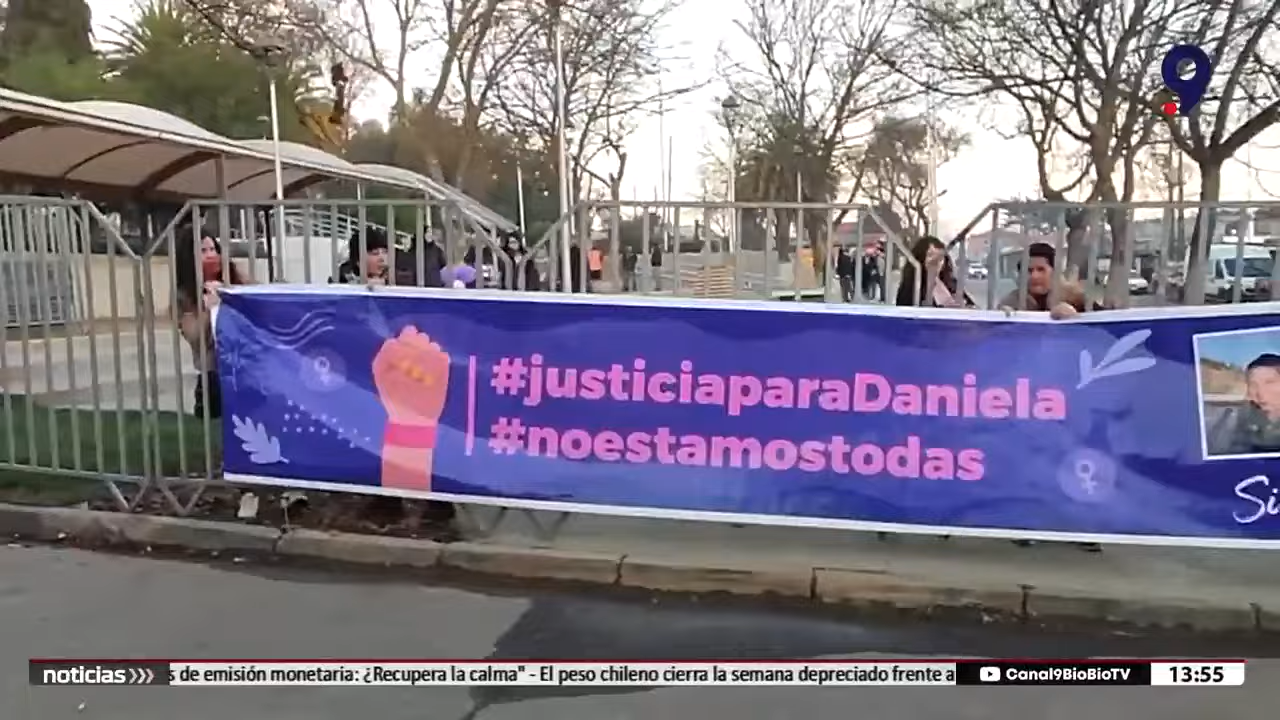 9
#justiciaparaDaniela
#noestamostodas
noticias
s de emisión monetaria: ¿Recupera la calma" - El peso chileno cierra la semana depreciado frente a
Canal9BioBioTV
13:55